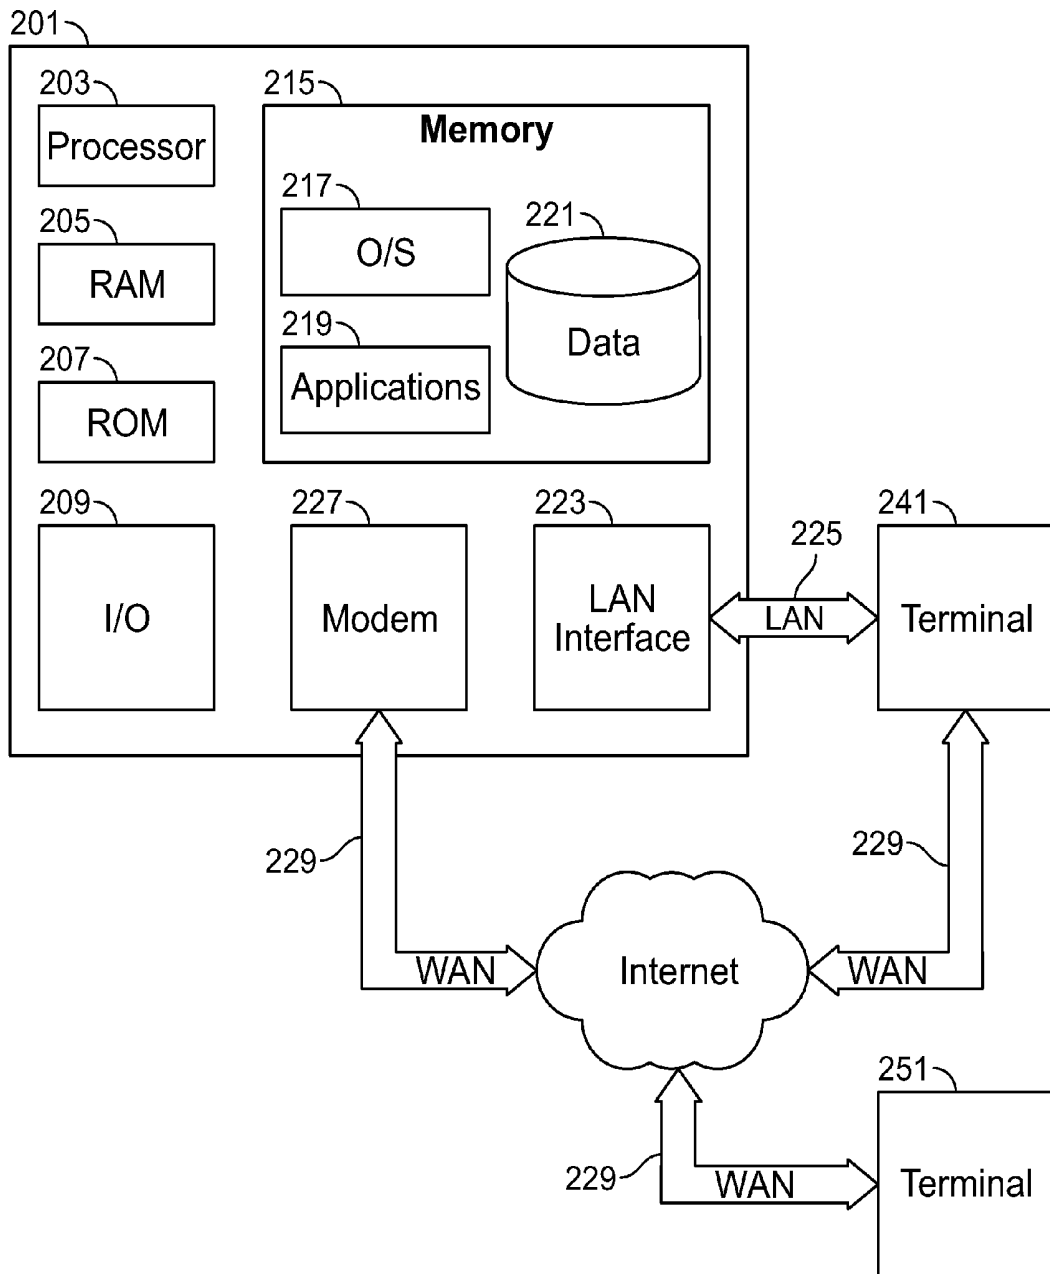 201
203
Processor
205
RAM
207
ROM
209
I/O
215
Memory
217
O/S
219
Applications
221
Data
227
Modem
223
LAN
Interface
225
LAN
241
Terminal
229
WAN
Internet
229
WAN
229
WAN
251
Terminal